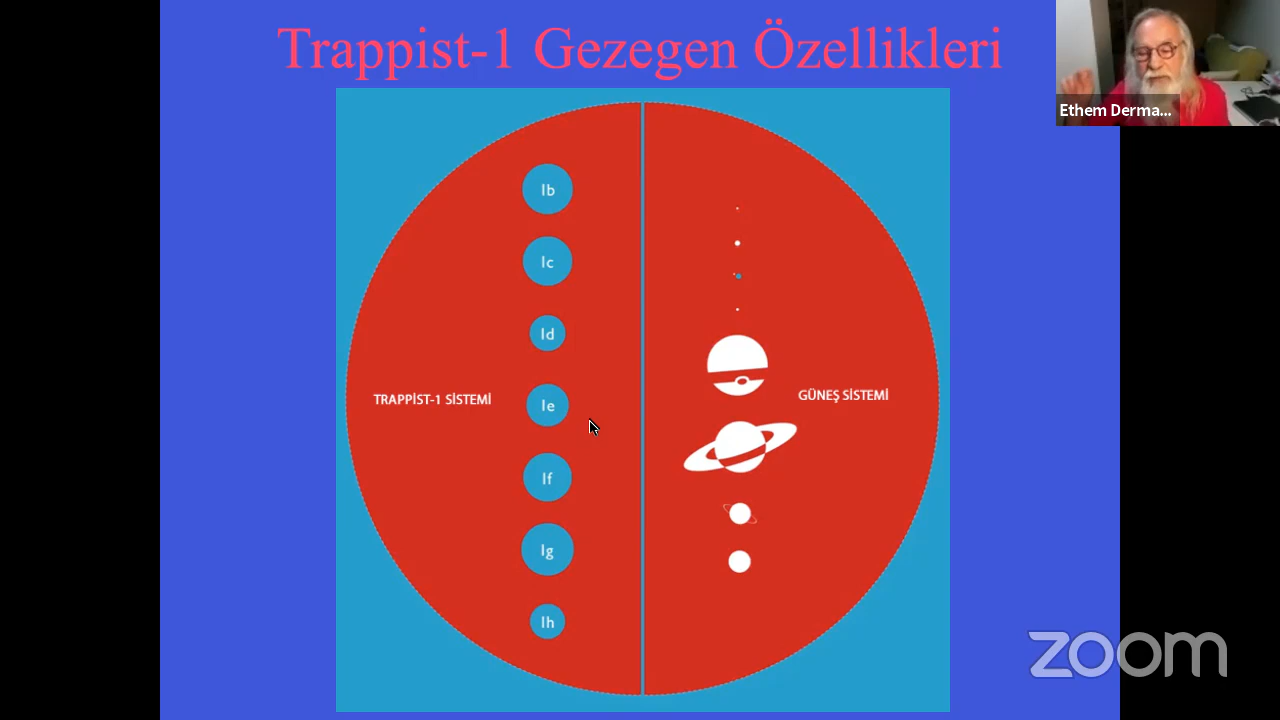 Trappist-1 Gezegen Özellikleri
Ethem Derma...
Ib
Ic
Id
Ie
If
Ig
Ih
TRAPPİST-1 SİSTEMİ
GÜNEŞ SİSTEMİ
zoom